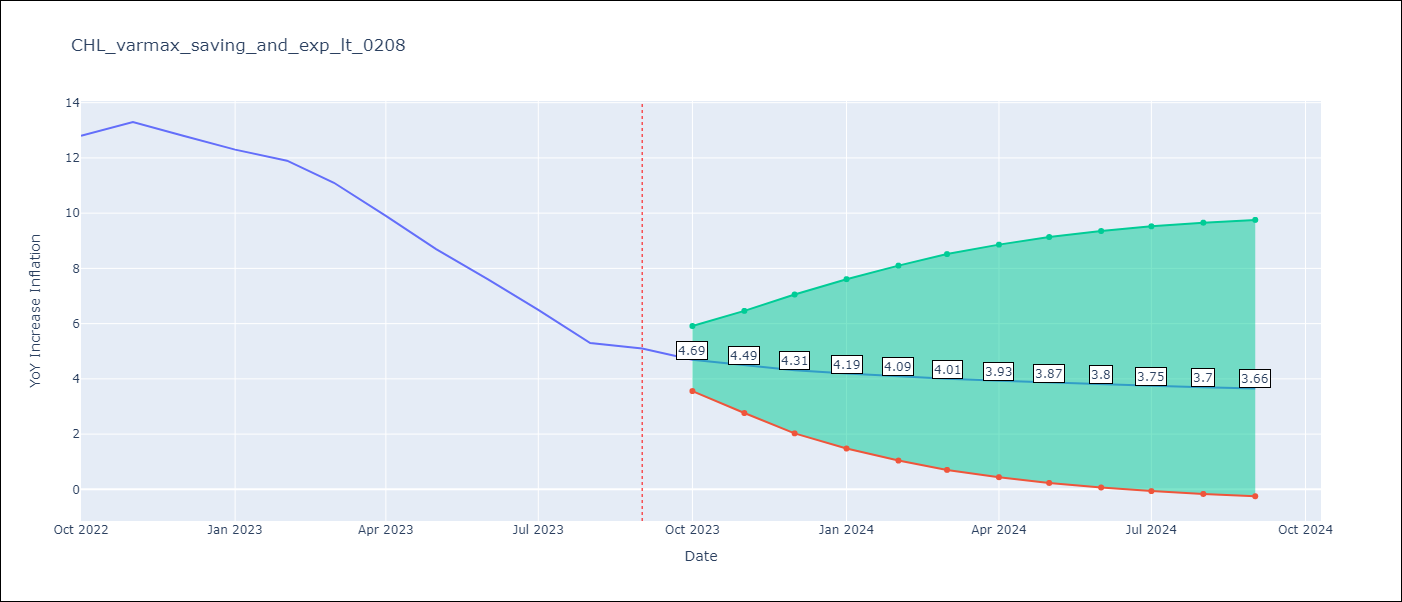 CHL_varmax_saving_and_exp_lt_0208
14
12
10
8
6
4
2
0
YoY Increase Inflation
4.69
4.49
4.31
4.19
4.09
4.01
3.93
3.87
3.8
3.75
3.7
3.66
Oct 2022
Jan 2023
Apr 2023
Jul 2023
Oct 2023
Jan 2024
Apr 2024
Jul 2024
Oct 2024
Date